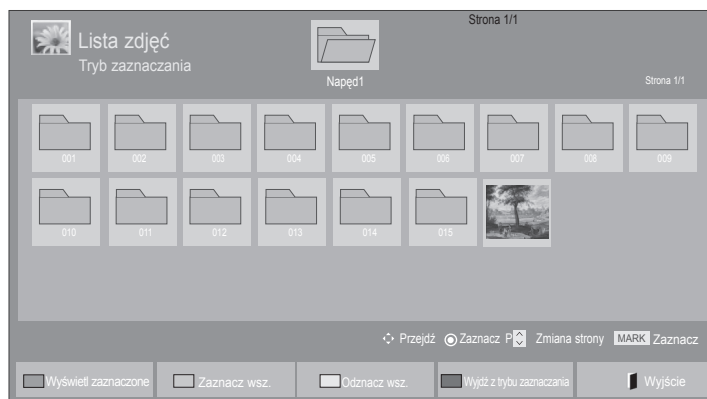 Strona 1/1
Lista zdjęć
Tryb zaznaczania
Napęd1
Strona 1/1
001 002 003 004 005 006 007 008 009
010 011 012 013 014 015
Przejdź Zaznacz P Zmiana strony MARK Zaznacz
Wyświetl zaznaczone Zaznacz wsz. Odznacz wsz. Wyjdź z trybu zaznaczania Wyjście